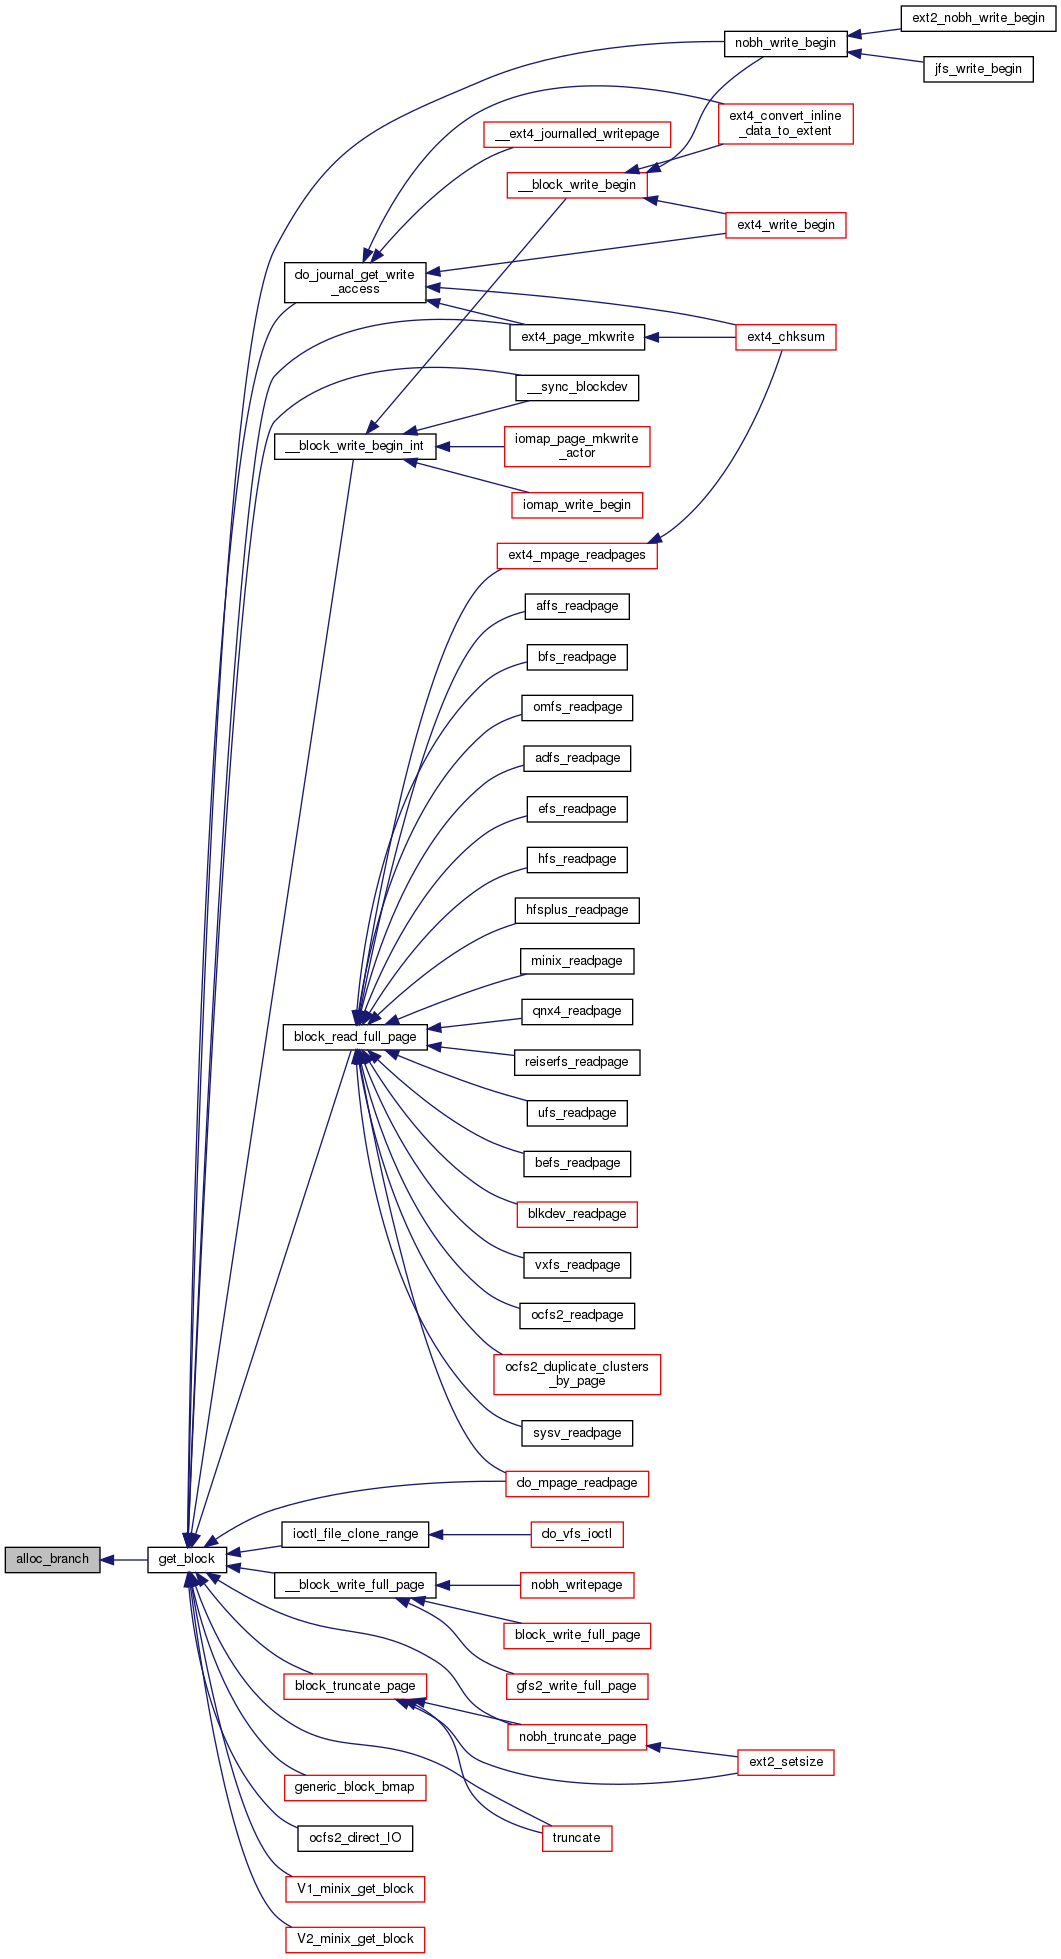 ext2_nobh_write_begin
nobh_write_begin
jfs_write_begin
ext4_convert_inline
_data_to_extent
__ext4_journalled_writepage
__block_write_begin
ext4_write_begin
do_journal_get_write
_access
ext4_page_mkwrite
ext4_chksum
__sync_blockdev
__block_write_begin_int
iomap_page_mkwrite
_actor
iomap_write_begin
ext4_mpage_readpages
affs_readpage
bfs_readpage
omfs_readpage
adfs_readpage
efs_readpage
hfs_readpage
hfsplus_readpage
minix_readpage
qnx4_readpage
block_read_full_page
reiserfs_readpage
ufs_readpage
befs_readpage
blkdev_readpage
vxfs_readpage
ocfs2_readpage
ocfs2_duplicate_clusters
_by_page
sysv_readpage
do_mpage_readpage
ioctl_file_clone_range
do_vfs_ioctl
alloc_branch
get_block
__block_write_full_page
nobh_writepage
block_write_full_page
block_truncate_page
gfs2_write_full_page
nobh_truncate_page
ext2_setsize
generic_block_bmap
ocfs2_direct_IO
truncate
V1_minix_get_block
V2_minix_get_block